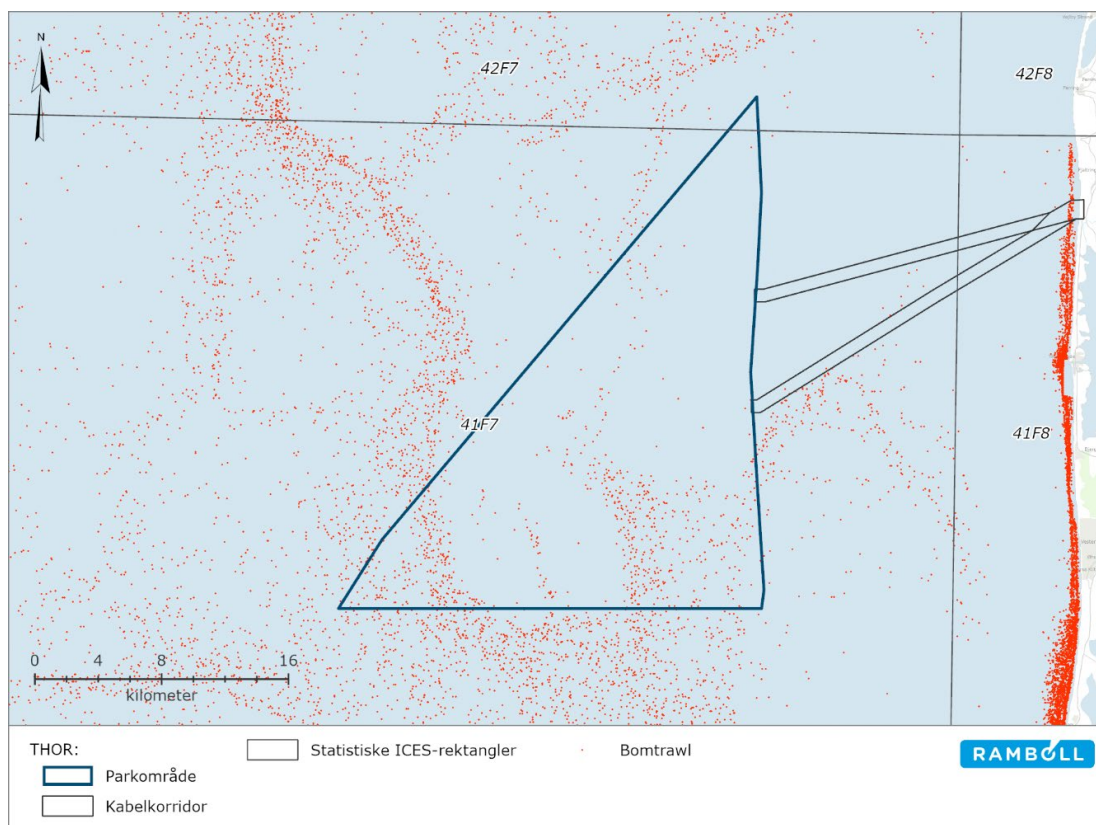 N
42F7
42F8
41F7
41F8
0 4 8 16
kilometer
THOR:
Parkområde
Kabelkorridor
Statistiske ICES-rektangler
Bomtrawl
RAMBOLL